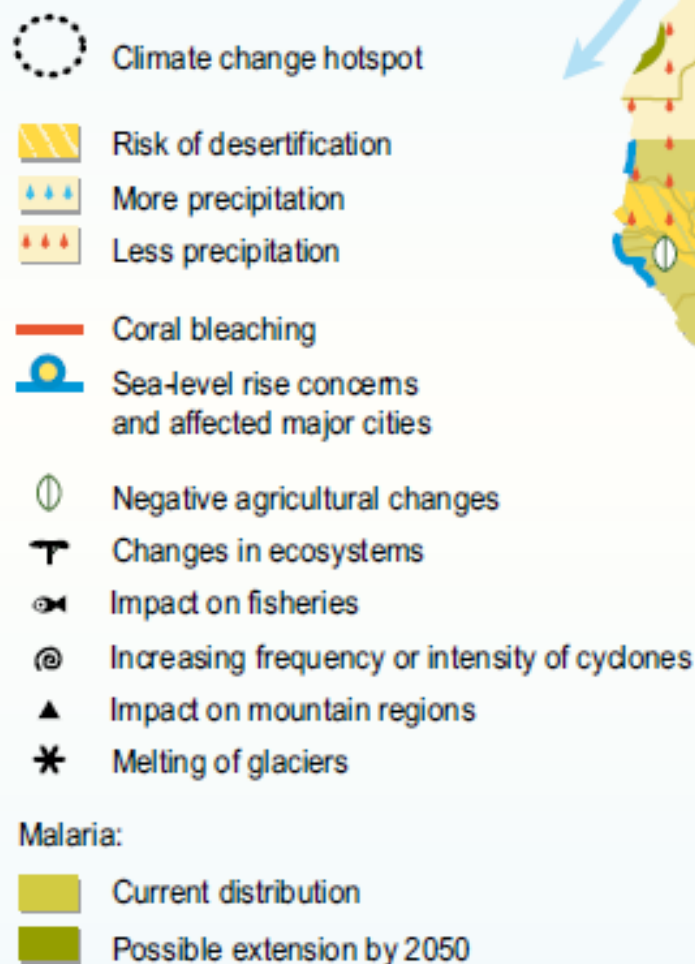 Climate change hotspot
Risk of desertification
More precipitation
Less precipitation
Coral bleaching
Sea-level rise concerns
and affected major cities
Negative agricultural changes
Changes in ecosystems
Impact on fisheries
Increasing frequency or intensity of cyclones
Impact on mountain regions
Melting of glaciers
Malaria:
Current distribution
Possible extension by 2050